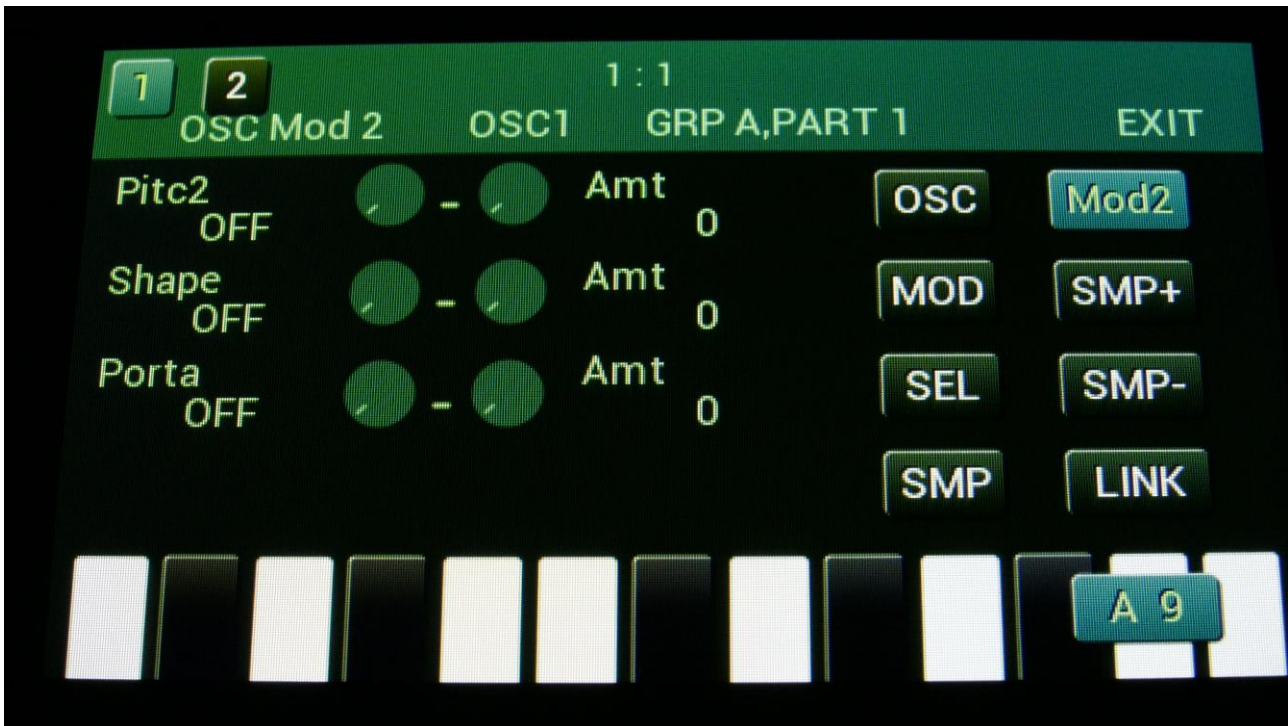 1 2 1 : 1
OSC Mod 2 OSC1 GRP A,PART 1 EXIT
Pitc2 Amt OSC Mod2
OFF - 0
Shape Amt MOD SMP+
OFF - 0
Porta Amt SEL SMP-
OFF - 0
SMP LINK
A 9